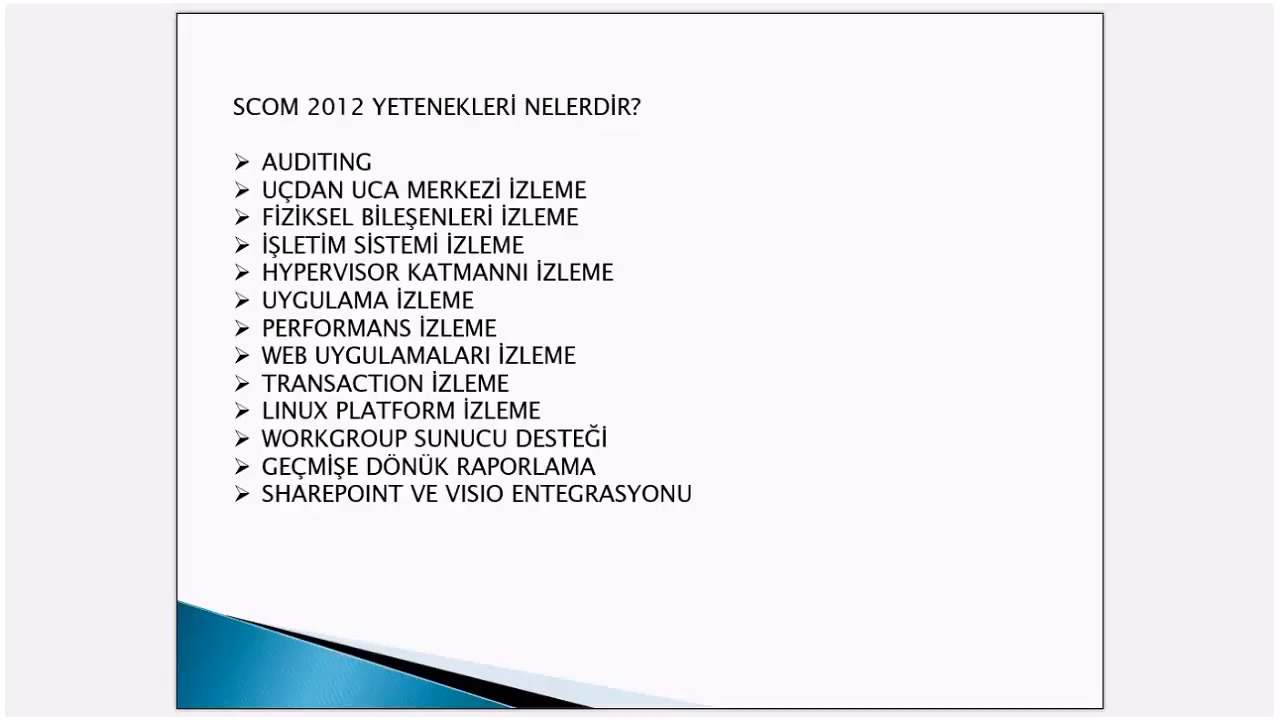 SCOM 2012 YETENEKLERİ NELERDİR?
➢ AUDITING
➢ UÇDAN UCA MERKEZİ İZLEME
➢ FİZİKSEL BİLEŞENLERİ İZLEME
➢ İŞLETİM SİSTEMİ İZLEME
➢ HYPERVISOR KATMANNI İZLEME
➢ UYGULAMA İZLEME
➢ PERFORMANS İZLEME
➢ WEB UYGULAMALARI İZLEME
➢ TRANSACTION İZLEME
➢ LINUX PLATFORM İZLEME
➢ WORKGROUP SUNUCU DESTEĞİ
➢ GEÇMİŞE DÖNÜK RAPORLAMA
➢ SHAREPOINT VE VISIO ENTEGRASYONU